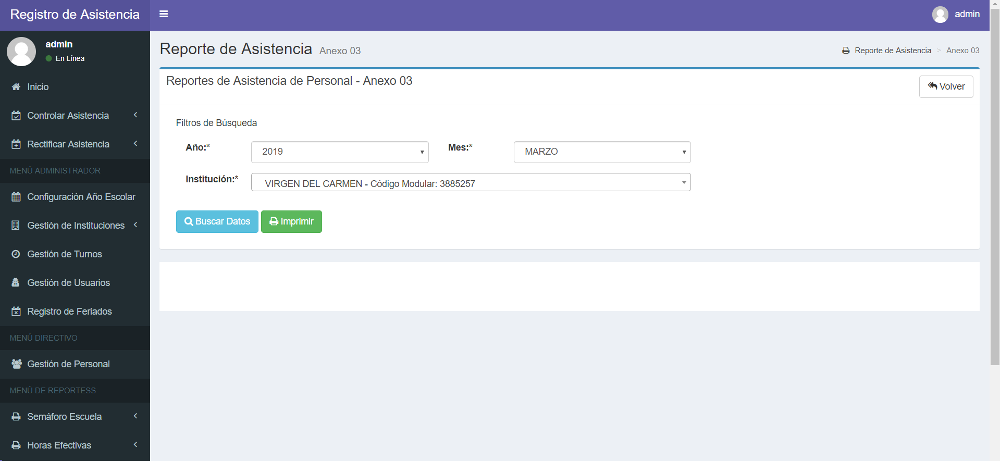 Registro de Asistencia
admin
admin
En Línea
Inicio
Controlar Asistencia
Rectificar Asistencia
MENÚ ADMINISTRADOR
Configuración Año Escolar
Gestión de Instituciones
Gestión de Turnos
Gestión de Usuarios
Registro de Feriados
MENÚ DIRECTIVO
Gestión de Personal
MENÚ DE REPORTESS
Semáforo Escuela
Horas Efectivas
Reporte de Asistencia Anexo 03
Reporte de Asistencia > Anexo 03
Reportes de Asistencia de Personal - Anexo 03
Volver
Filtros de Búsqueda
Año:* 2019 Mes:* MARZO
Institución:* VIRGEN DEL CARMEN - Código Modular: 3885257
Buscar Datos Imprimir